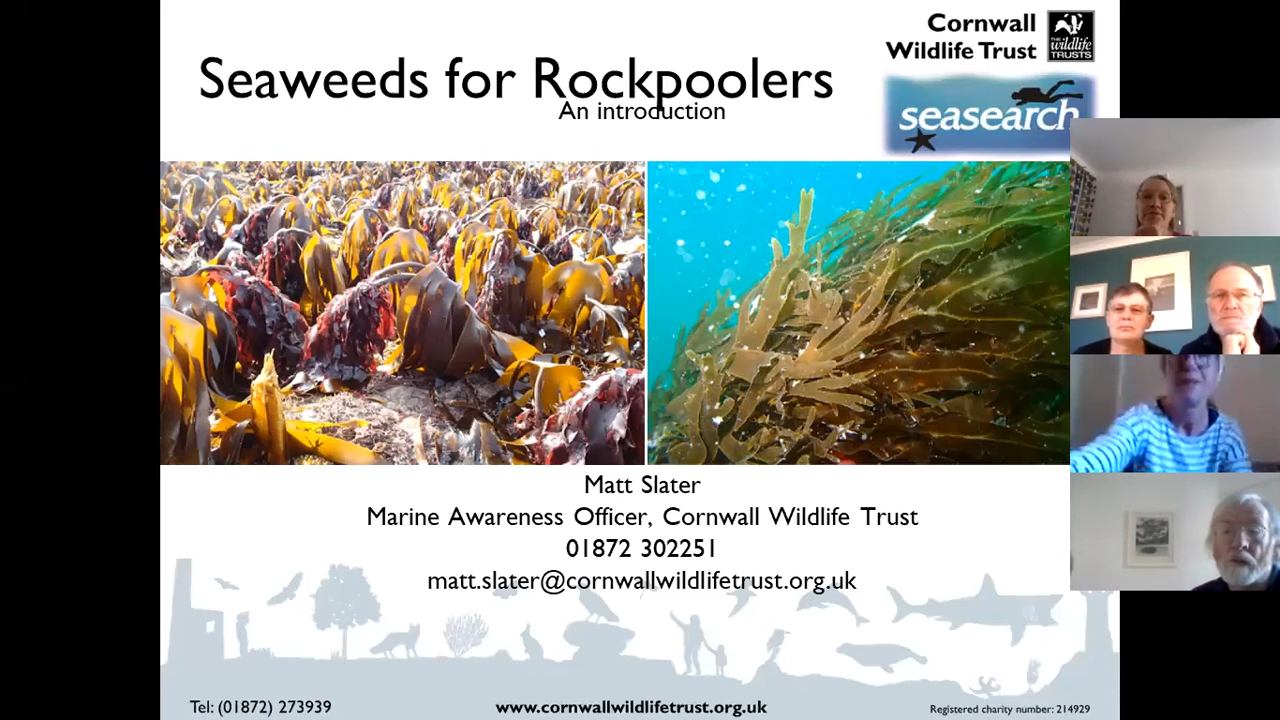 Cornwall
Wildlife Trust
THE
wildlife
TRUSTS
Seaweeds for Rockpoolers
An introduction
seasearch
Matt Slater
Marine Awareness Officer, Cornwall Wildlife Trust
01872 302251
matt.slater@cornwallwildlifetrust.org.uk
Tel: (01872) 273939
www.cornwallwildlifetrust.org.uk
Registered charity number: 214929